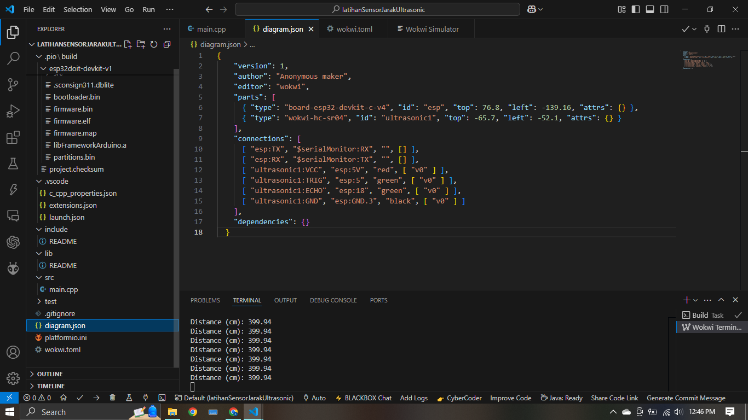 File Edit Selection View Go Run ···
latihanSensorJarakUltrasonic
EXPLORER ···
LATIHANSENSORJARAKULT...
.pio \ build
esp32doit-devkit-v1
.sconsign311.dblite
bootloader.bin
firmware.bin
firmware.elf
firmware.map
libFrameworkArduino.a
partitions.bin
project.checksum
.vscode
c_cpp_properties.json
extensions.json
launch.json
include
README
lib
README
src
main.cpp
test
.gitignore
diagram.json
platformio.ini
wokwi.toml
OUTLINE
TIMELINE
main.cpp
diagram.json
wokwi.toml
Wokwi Simulator
diagram.json > ...
1 {
2 "version": 1,
3 "author": "Anonymous maker",
4 "editor": "wokwi",
5 "parts": [
6 { "type": "board-esp32-devkit-c-v4", "id": "esp", "top": 76.8, "left": -139.16, "attrs": {} },
7 { "type": "wokwi-hc-sr04", "id": "ultrasonic1", "top": -65.7, "left": -52.1, "attrs": {} }
8 ],
9 "connections": [
10 [ "esp:TX", "$serialMonitor:RX", "", [] ],
11 [ "esp:RX", "$serialMonitor:TX", "", [] ],
12 [ "ultrasonic1:VCC", "esp:5V", "red", [ "v0" ] ],
13 [ "ultrasonic1:TRIG", "esp:5", "green", [ "v0" ] ],
14 [ "ultrasonic1:ECHO", "esp:18", "green", [ "v0" ] ],
15 [ "ultrasonic1:GND", "esp:GND.3", "black", [ "v0" ] ]
16 ],
17 "dependencies": {}
18 }
PROBLEMS TERMINAL OUTPUT DEBUG CONSOLE PORTS
Distance (cm): 399.94
Distance (cm): 399.94
Distance (cm): 399.94
Distance (cm): 399.94
Distance (cm): 399.94
Distance (cm): 399.94
Distance (cm): 399.94
Build Task
Wokwi Termin...
0 0 Default (latihanSensorJarakUltrasonic) Auto BLACKBOX Chat Add Logs CyberCoder Improve Code Java: Ready Share Code Link Generate Commit Message
Search
12:46 PM